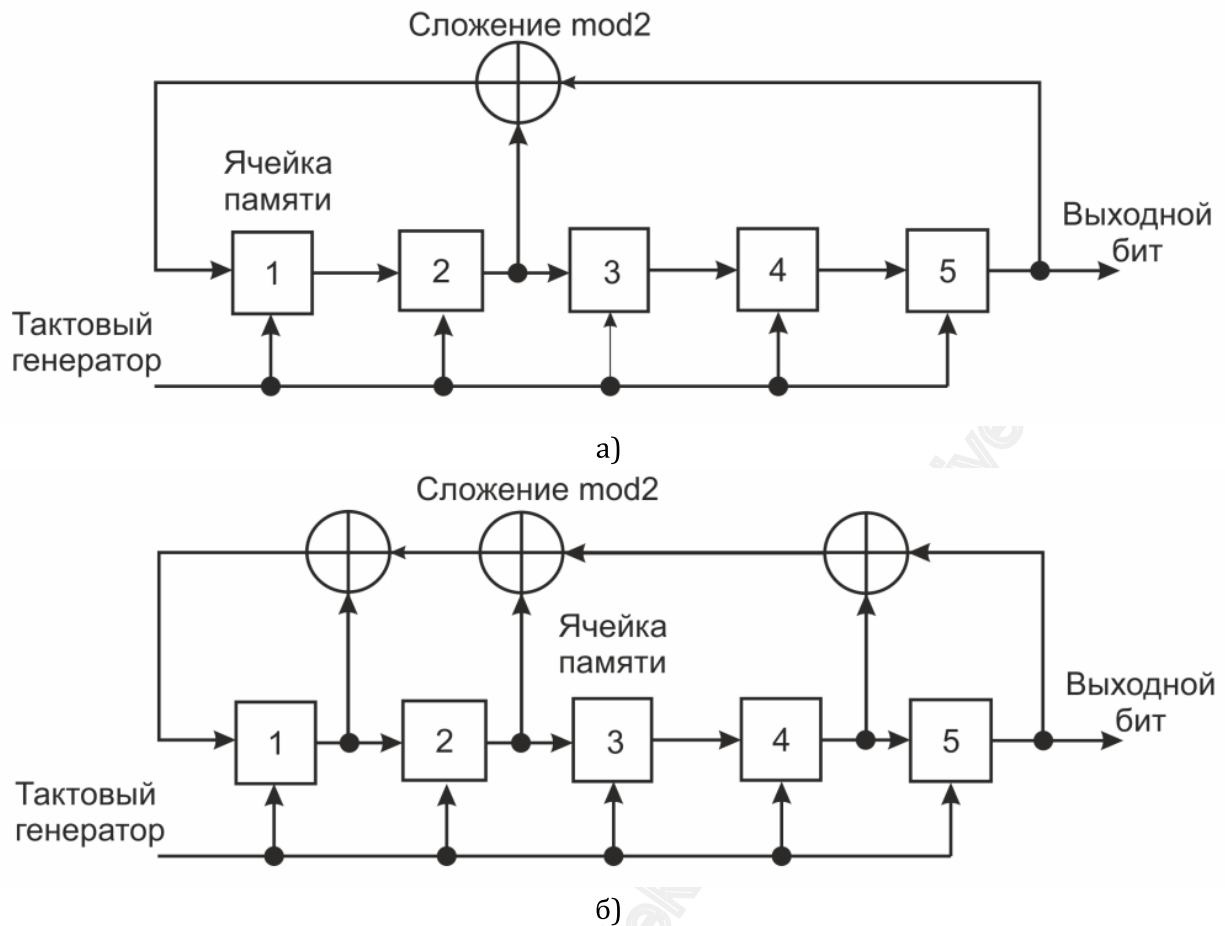 Сложение mod2
Ячейка
памяти
1 2 3 4 5
Выходной
бит
Тактовый
генератор
а)
Сложение mod2
Ячейка
памяти
1 2 3 4 5
Выходной
бит
Тактовый
генератор
б)